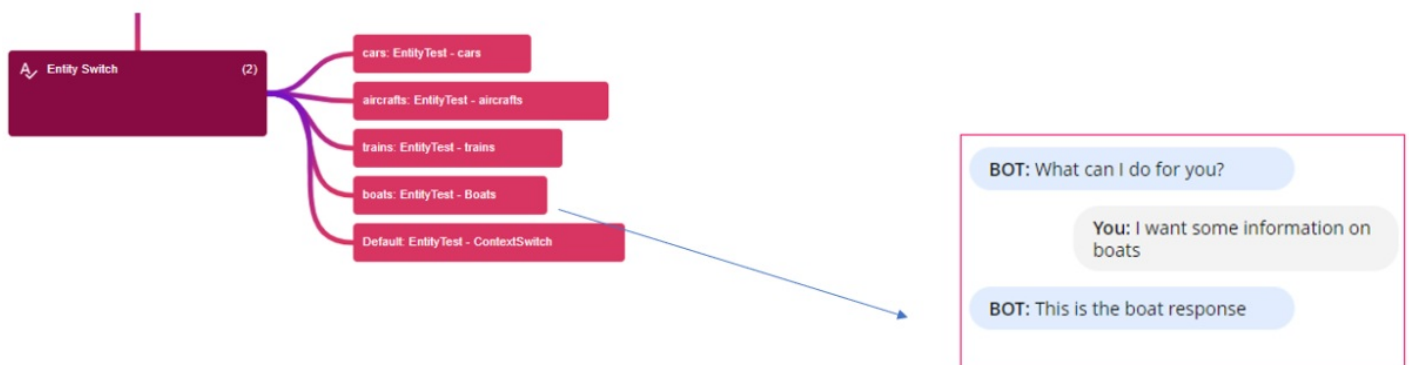 Entity Switch (2)
cars: EntityTest - cars
aircrafts: EntityTest - aircrafts
trains: EntityTest - trains
boats: EntityTest - Boats
Default: EntityTest - ContextSwitch
BOT: What can I do for you?
You: I want some information on
boats
BOT: This is the boat response